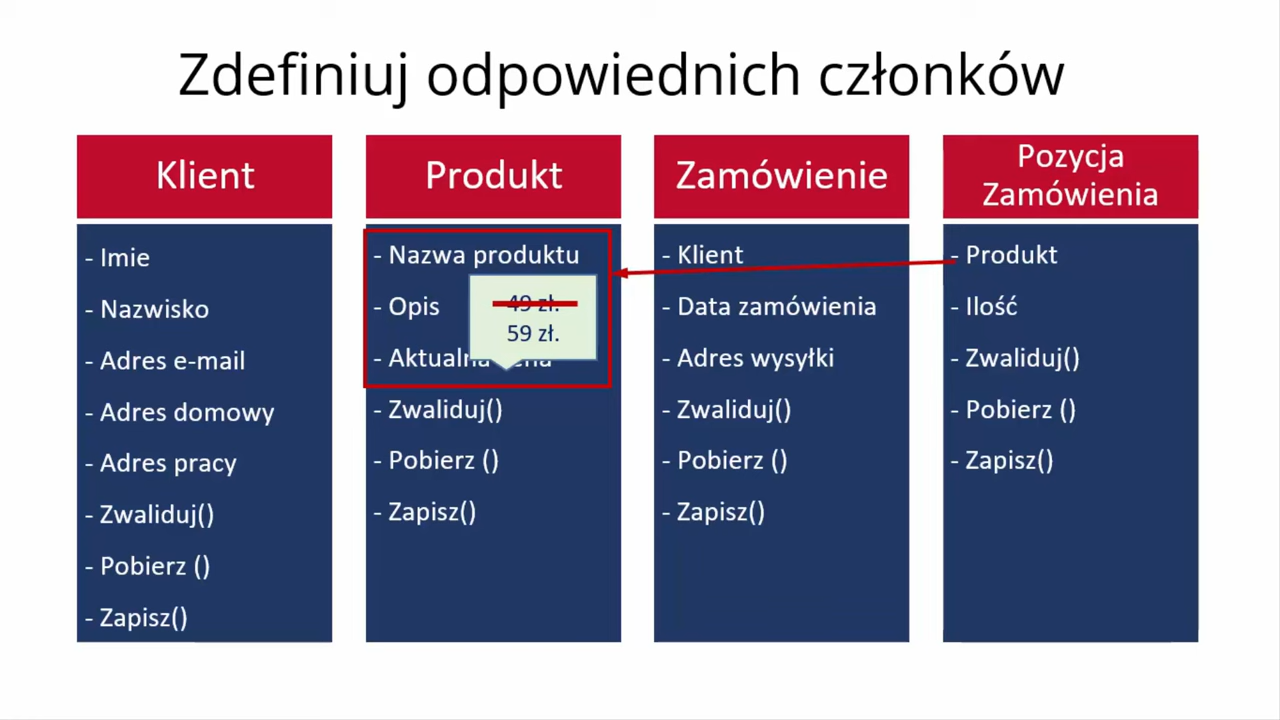 Zdefiniuj odpowiednich członków
Klient
- Imie
- Nazwisko
- Adres e-mail
- Adres domowy
- Adres pracy
- Zwaliduj()
- Pobierz ()
- Zapisz()
Produkt
- Nazwa produktu
- Opis
49 zł.
59 zł.
- Aktualna cena
- Zwaliduj()
- Pobierz ()
- Zapisz()
Zamówienie
- Klient
- Data zamówienia
- Adres wysyłki
- Zwaliduj()
- Pobierz ()
- Zapisz()
Pozycja
Zamówienia
- Produkt
- Ilość
- Zwaliduj()
- Pobierz ()
- Zapisz()